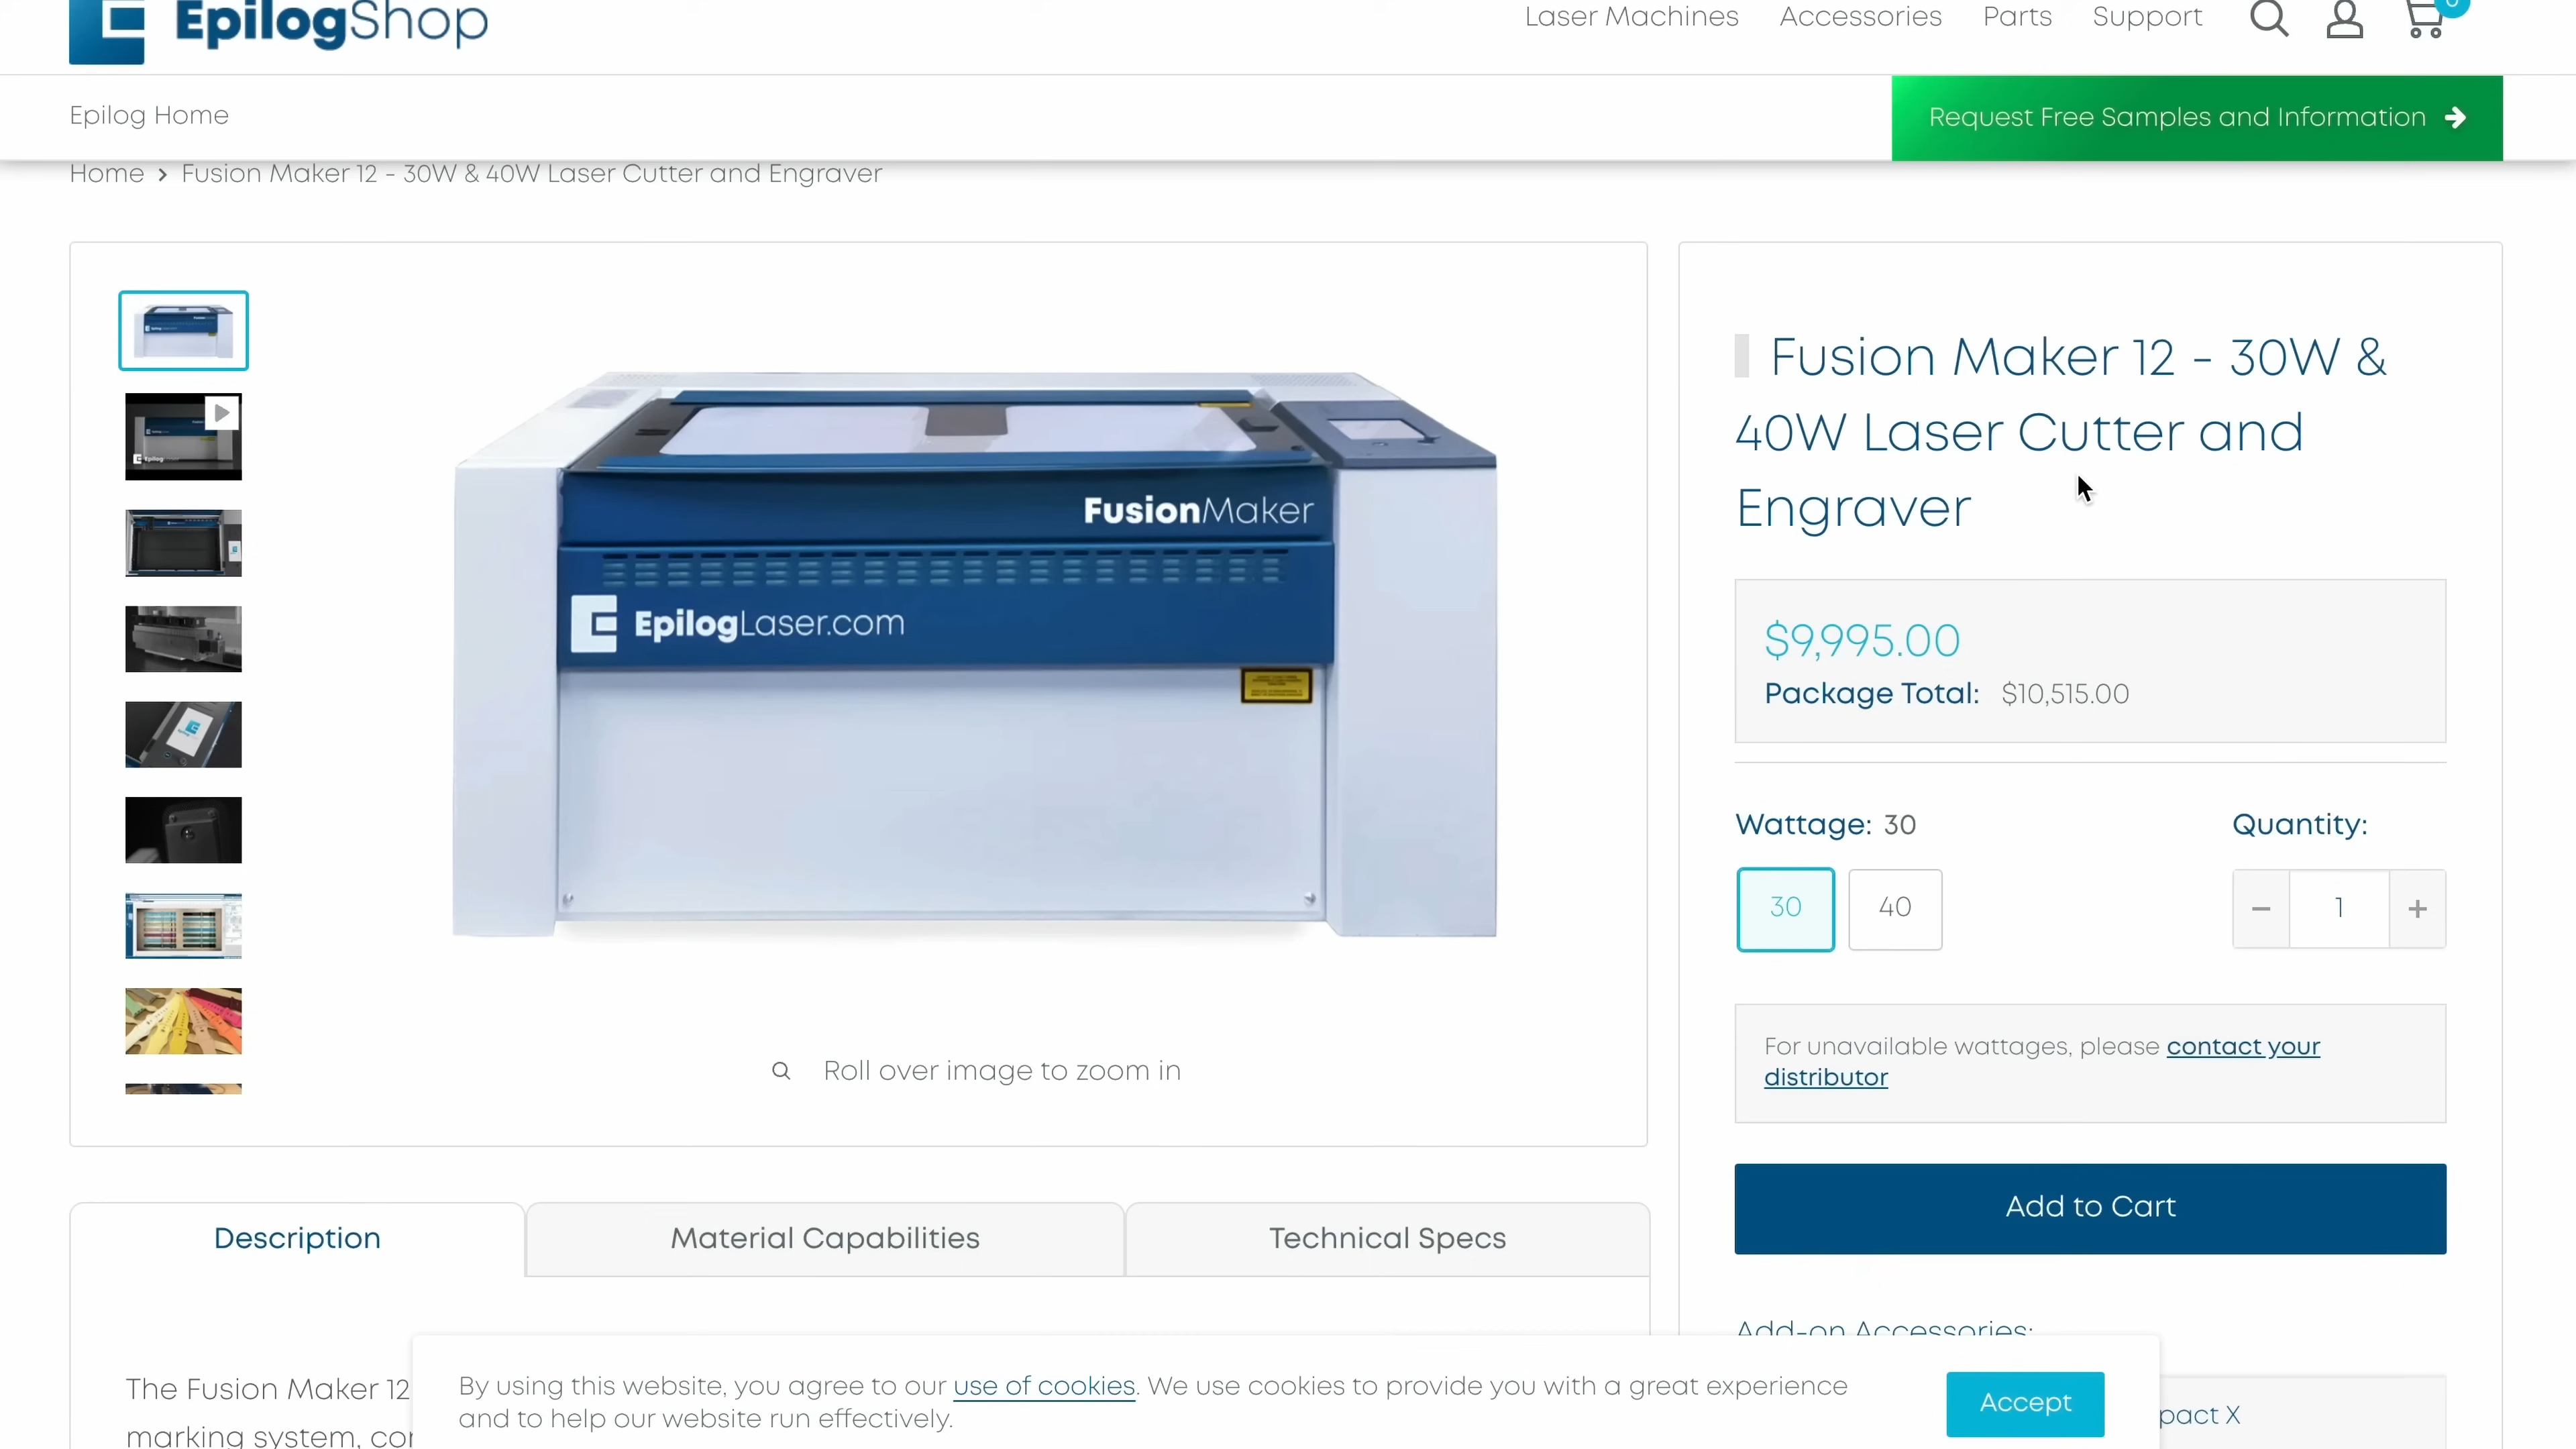 EpilogShop
Laser Machines Accessories Parts Support
Epilog Home
Request Free Samples and Information
Home > Fusion Maker 12 - 30W & 40W Laser Cutter and Engraver
FusionMaker
EpilogLaser.com
Roll over image to zoom in
Fusion Maker 12 - 30W &
40W Laser Cutter and
Engraver
$9,995.00
Package Total: $10,515.00
Wattage: 30
Quantity:
30 40
− 1 +
For unavailable wattages, please contact your
distributor
Add to Cart
Add-on Accessories:
Description Material Capabilities Technical Specs
The Fusion Maker 12
marking system,
By using this website, you agree to our use of cookies. We use cookies to provide you with a great experience
and to help our website run effectively.
Accept
X